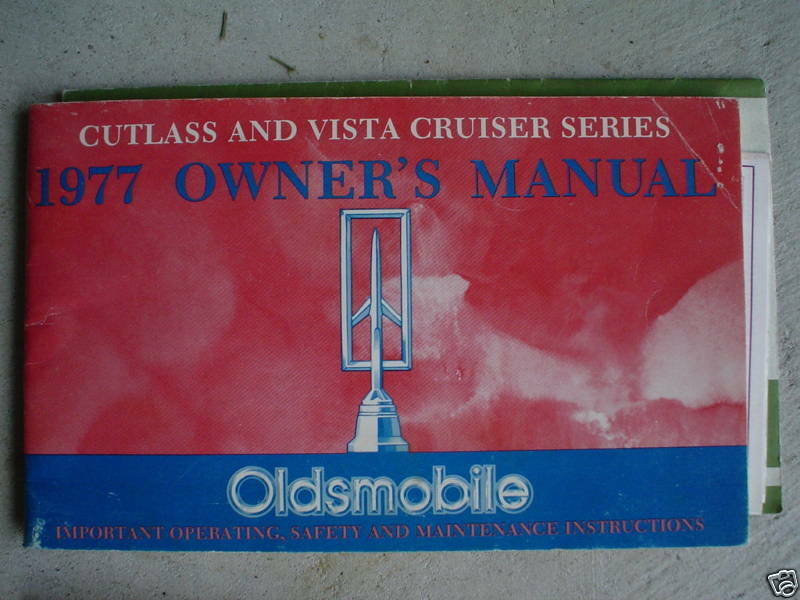 CUTLASS AND VISTA CRUISER SERIES
1977 OWNER'S MANUAL
Oldsmobile
IMPORTANT OPERATING, SAFETY AND MAINTENANCE INSTRUCTIONS